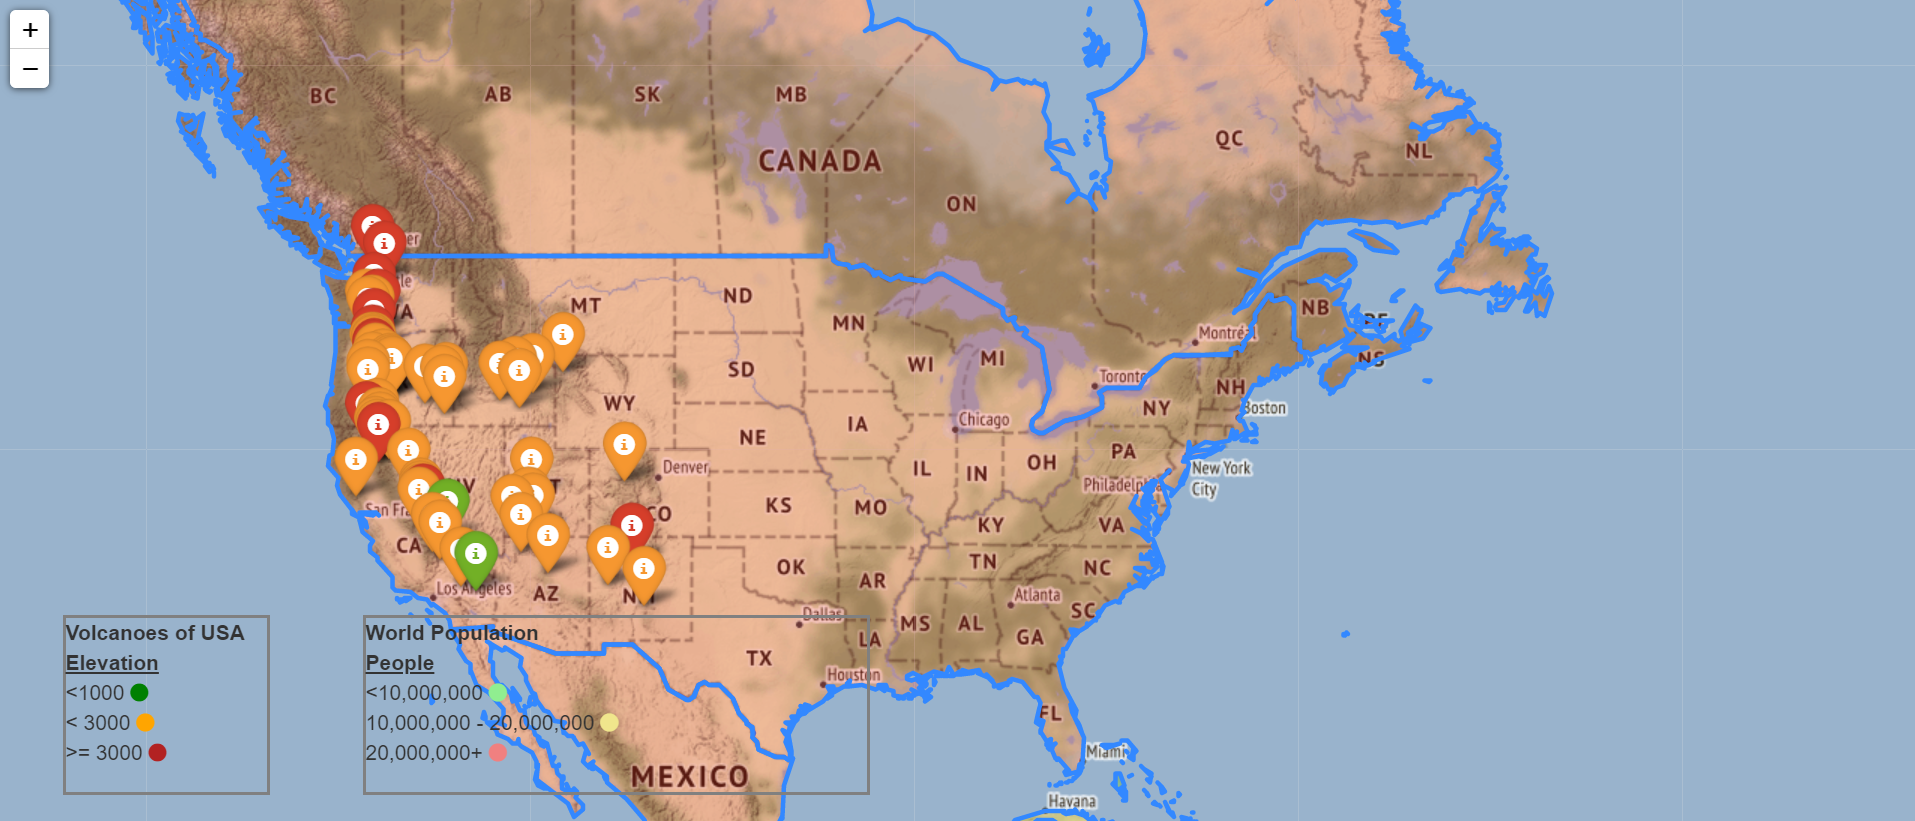 +
−
BC
AB
SK
MB
QC
NL
CANADA
ON
MT
ND
MN
NB
PE
NS
WI
MI
Montréal
SD
Toronto
NH
WY
NY
Boston
IA
Chicago
NE
PA
Denver
IL
IN
OH
New York
City
Philadelphia
CO
KS
MO
KY
VA
CA
OK
TN
NC
AR
Los Angeles
AZ
Atlanta
SC
Dallas
MS
AL
GA
LA
TX
Houston
FL
Miami
MEXICO
Havana
Volcanoes of USA
Elevation
<1000
< 3000
>= 3000
World Population
People
<10,000,000
10,000,000 - 20,000,000
20,000,000+